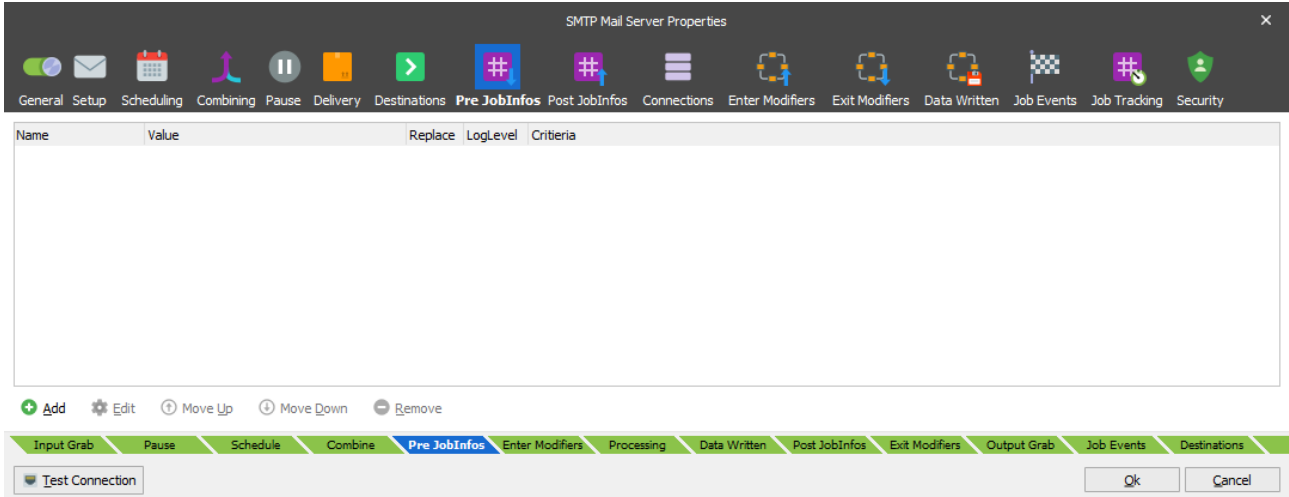 SMTP Mail Server Properties
General Setup Scheduling Combining Pause Delivery Destinations Pre JobInfos Post JobInfos Connections Enter Modifiers Exit Modifiers Data Written Job Events Job Tracking Security
Name Value Replace LogLevel Critieria
Add Edit Move Up Move Down Remove
Input Grab Pause Schedule Combine Pre JobInfos Enter Modifiers Processing Data Written Post JobInfos Exit Modifiers Output Grab Job Events Destinations
Test Connection Ok Cancel